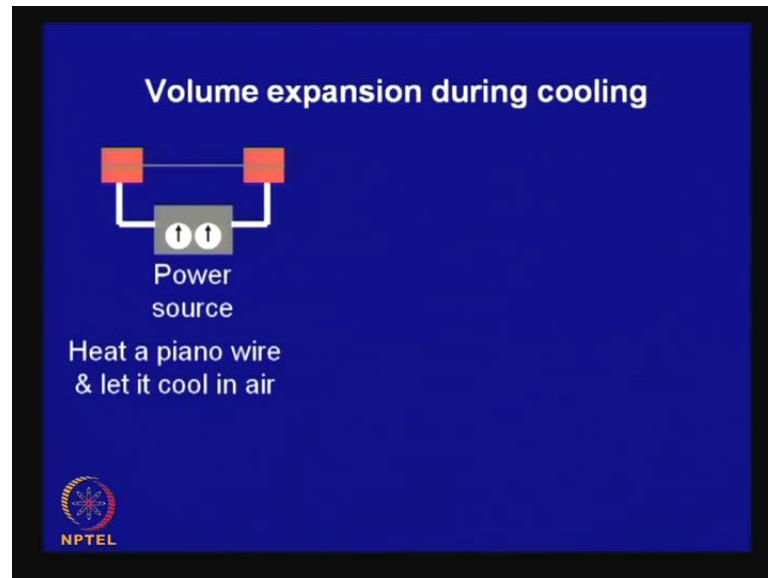 Volume expansion during cooling
Power
source
Heat a piano wire
& let it cool in air
NPTEL